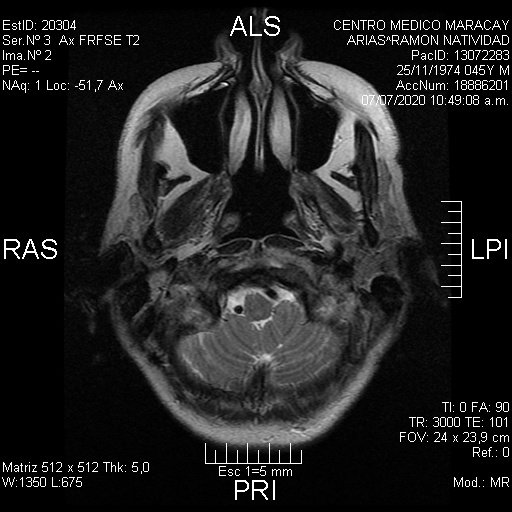 EstID: 20304
Ser.Nº 3 Ax FRFSE T2
Ima.Nº 2
PE= --
NAq: 1 Loc: -51,7 Ax
ALS
CENTRO MEDICO MARACAY
ARIAS^RAMON NATIVIDAD
PacID: 13072283
25/11/1974 045Y M
AccNum: 18886201
07/07/2020 10:49:08 a.m.
RAS
LPI
TI: 0 FA: 90
TR: 3000 TE: 101
FOV: 24 x 23,9 cm
Ref.: 0
Mod.: MR
Matriz 512 x 512 Thk: 5,0
W:1350 L:675
Esc 1=5 mm
PRI